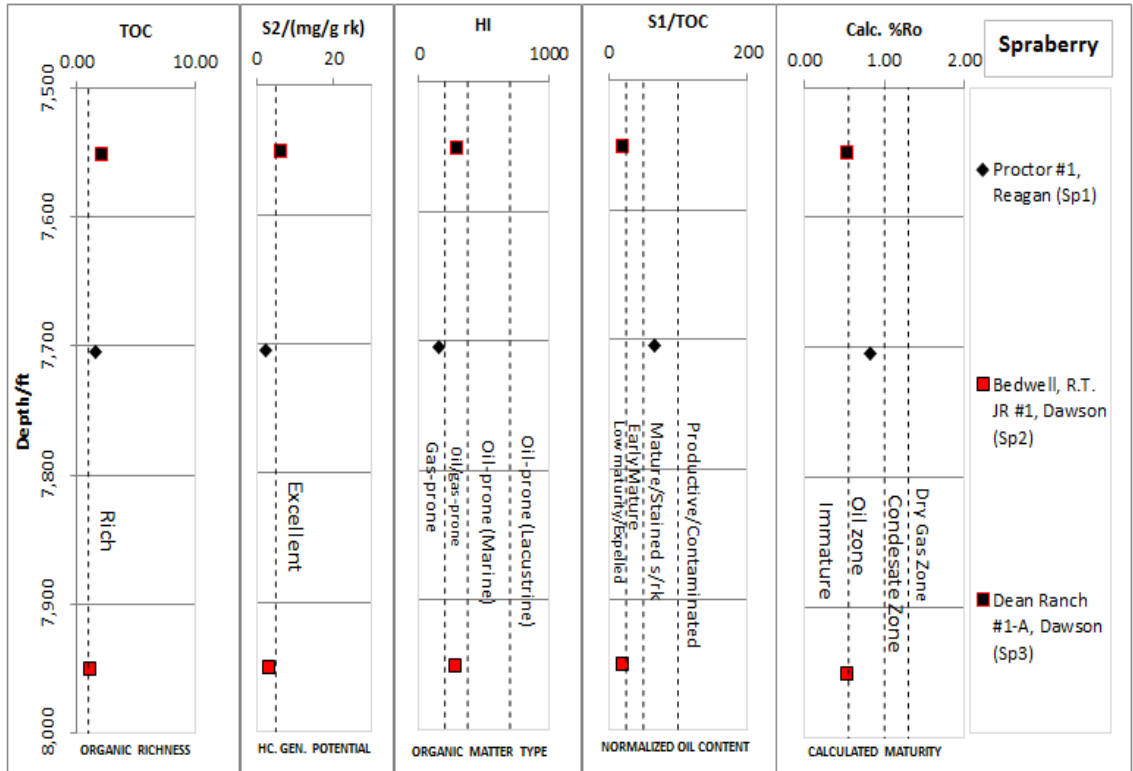 TOC
0.00 10.00
S2/(mg/g rk)
0 20
HI
0 1000
S1/TOC
0 200
Calc. %Ro
0.00 1.00 2.00
Spraberry
Depth/ft
7,500
7,600
7,700
7,800
7,900
8,000
Rich
Excellent
Gas-prone
Oil/gas-prone
Oil-prone (Marine)
Oil-prone (Lacustrine)
Low maturity/Expelled
Early Mature
Mature/Stained s/rk
Productive/Contaminated
Immature
Oil zone
Condesate Zone
Dry Gas Zone
Proctor #1,
Reagan (Sp1)
Bedwell, R.T.
JR #1, Dawson
(Sp2)
Dean Ranch
#1-A, Dawson
(Sp3)
ORGANIC RICHNESS
HC. GEN. POTENTIAL
ORGANIC MATTER TYPE
NORMALIZED OIL CONTENT
CALCULATED MATURITY